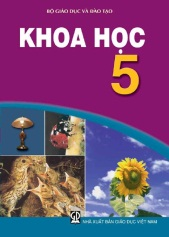 BỘ GIÁO DỤC VÀ ĐÀO TẠO
KHOA HỌC
5
NHÀ XUẤT BẢN GIÁO DỤC VIỆT NAM